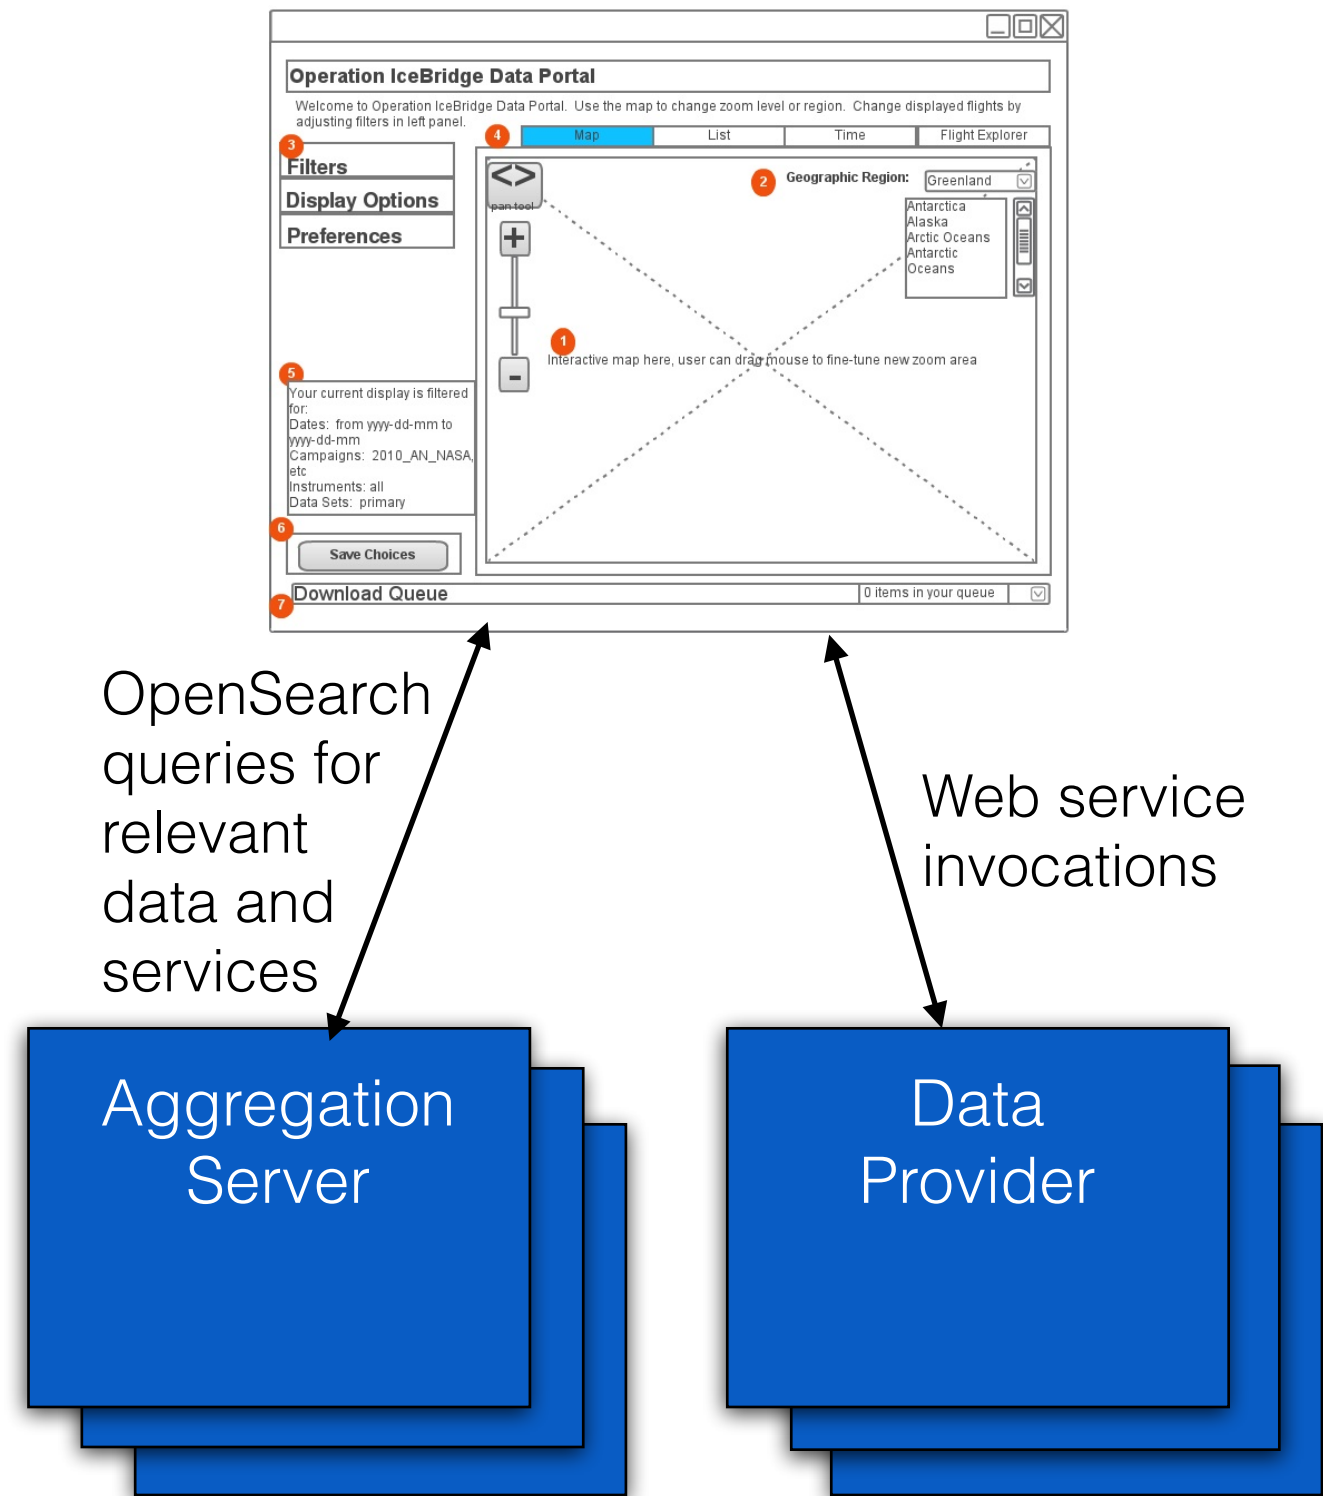 Operation IceBridge Data Portal
Welcome to Operation IceBridge Data Portal.  Use the map to change zoom level or region.  Change displayed flights by
adjusting filters in left panel.
4
Map
List
Time
Flight Explorer
3
Filters
Display Options
Preferences
<>
pan tool
+
-
2
Geographic Region:
Greenland
Antarctica
Alaska
Arctic Oceans
Antarctic
Oceans
1
Interactive map here, user can drag mouse to fine-tune new zoom area
5
Your current display is filtered
for:
Dates:  from yyyy-dd-mm to
yyyy-dd-mm
Campaigns:  2010_AN_NASA,
etc
Instruments: all
Data Sets:  primary
6
Save Choices
7
Download Queue
0 items in your queue
OpenSearch
queries for
relevant
data and
services
Web service
invocations
Aggregation
Server
Data
Provider